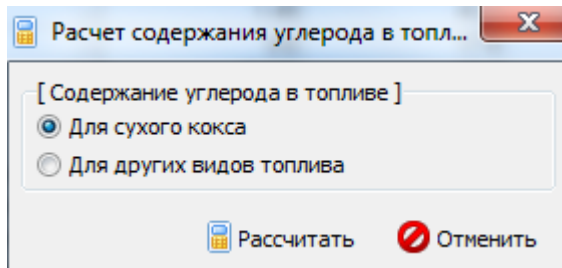 Расчет содержания углерода в топл...
[ Содержание углерода в топливе ]
Для сухого кокса
Для других видов топлива
Рассчитать Отменить